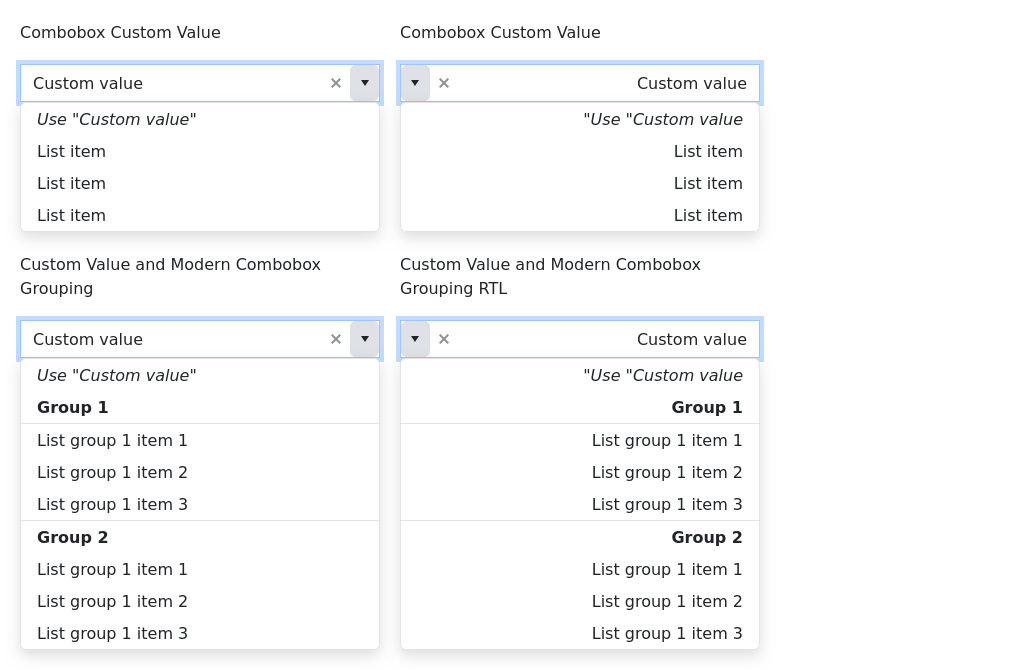 Combobox Custom Value
Custom value
Use "Custom value"
List item
List item
List item
Combobox Custom Value
Custom value
"Use "Custom value
List item
List item
List item
Custom Value and Modern Combobox
Grouping
Custom value
Use "Custom value"
Group 1
List group 1 item 1
List group 1 item 2
List group 1 item 3
Group 2
List group 1 item 1
List group 1 item 2
List group 1 item 3
Custom Value and Modern Combobox
Grouping RTL
Custom value
"Use "Custom value
Group 1
List group 1 item 1
List group 1 item 2
List group 1 item 3
Group 2
List group 1 item 1
List group 1 item 2
List group 1 item 3